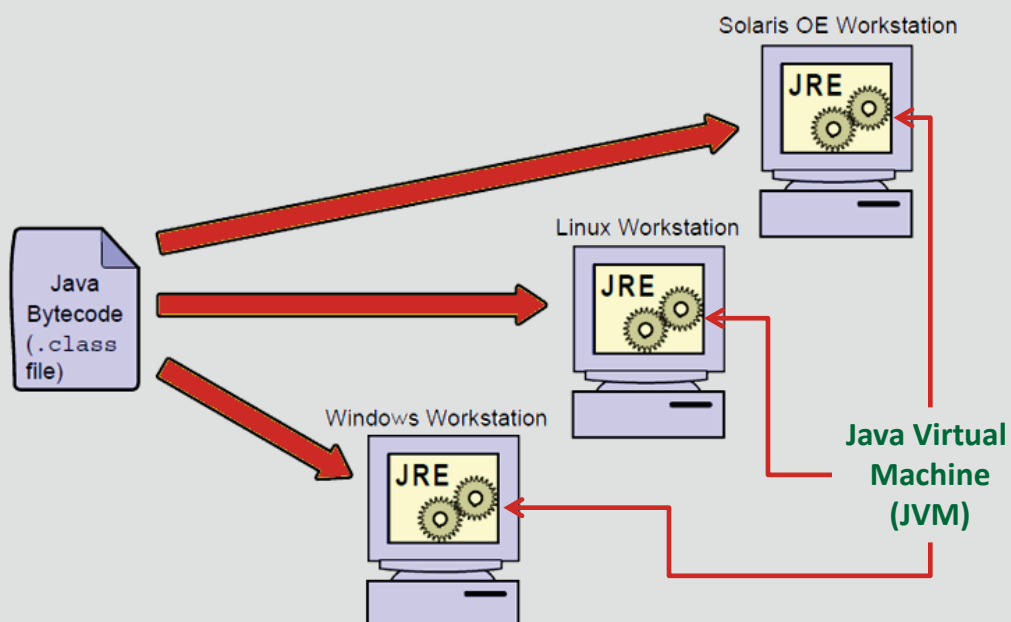 Solaris OE Workstation
JRE
Linux Workstation
JRE
Java
Bytecode
(.class
file)
Windows Workstation
JRE
Java Virtual
Machine
(JVM)